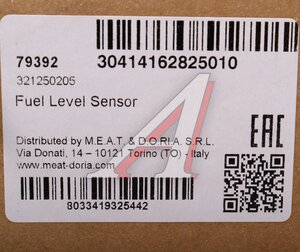 79392 30414162825010
321250205
Fuel Level Sensor
EAC
Distributed by M.E.A.T. & D.O.R.I.A. S.R.L.
Via Donati, 14 – 10121 Torino (TO) - Italy
www.meat-doria.com
8033419325442